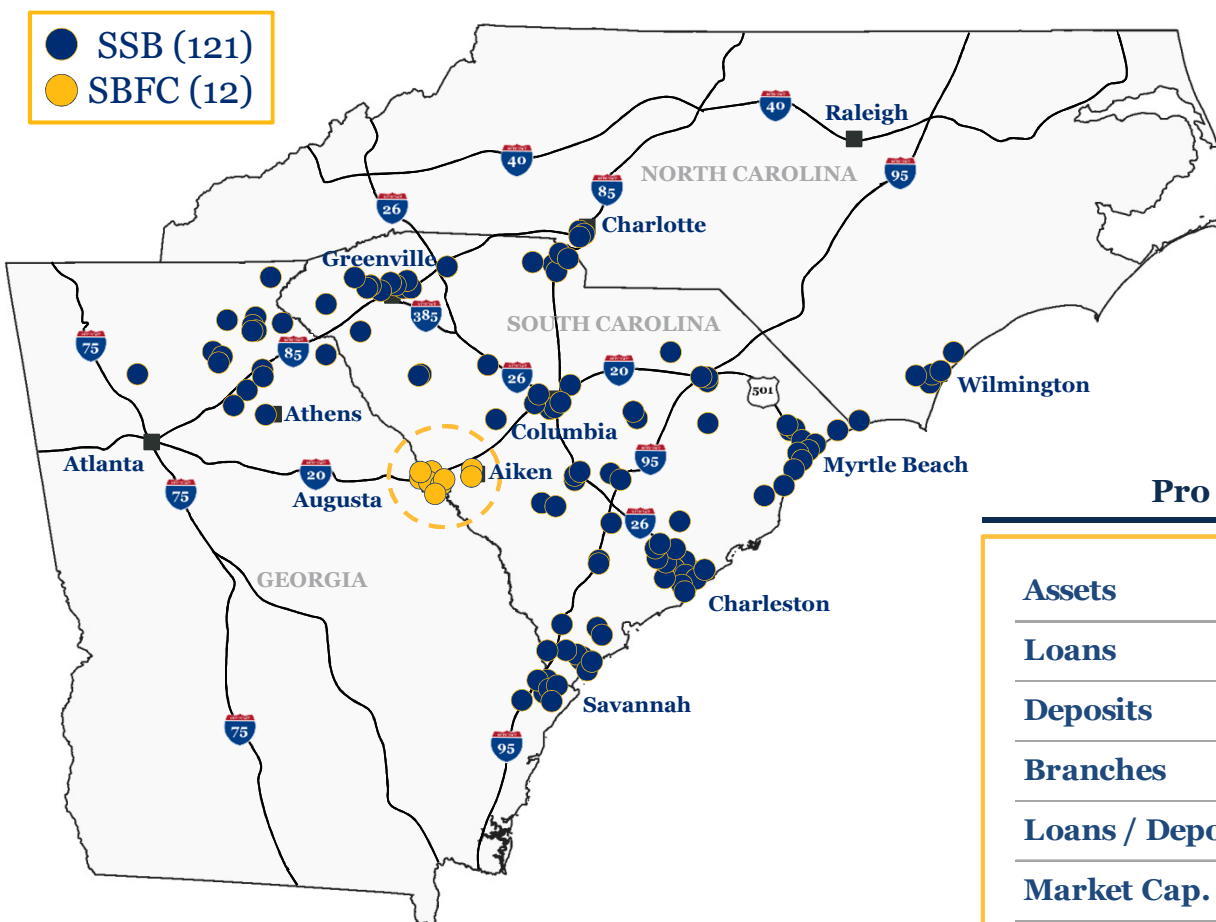 SSB (121)
SBFC (12)
40
Raleigh
40
NORTH CAROLINA
95
85
26
Charlotte
Greenville
385
SOUTH CAROLINA
75
85
26
20
501
Wilmington
Athens
Columbia
Atlanta
Myrtle Beach
95
20
Aiken
Augusta
75
Pro
26
GEORGIA
Assets
Charleston
Loans
Savannah
Deposits
75
95
Branches
Loans / Depo
Market Cap.